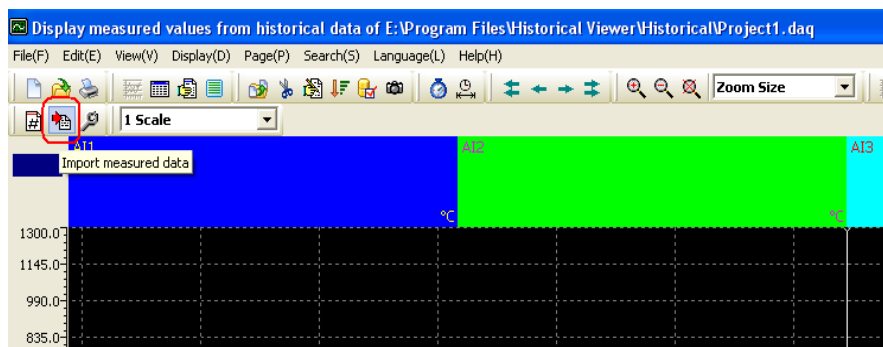 Display measured values from historical data of E:\Program Files\Historical Viewer\Historical\Project1.daq
File(F) Edit(E) View(V) Display(D) Page(P) Search(S) Language(L) Help(H)
Zoom Size
1 Scale
Import measured data
AI1 AI2 AI3
°C °C
1300.0
1145.0
990.0
835.0